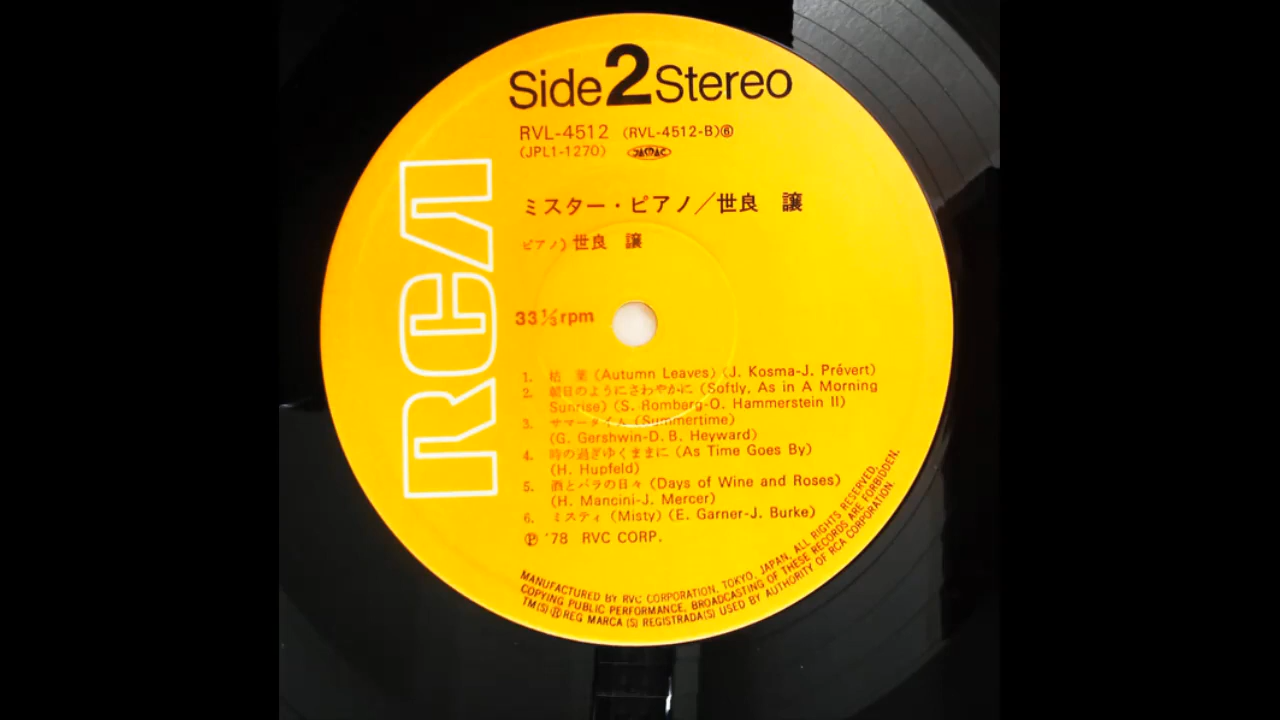 Side 2 Stereo
RVL-4512 (RVL-4512-B)⑥
(JPL1-1270) JASRAC
ミスター・ピアノ／世良 譲
ピアノ》世良 譲
RCA
33⅓rpm
1. 枯 葉 (Autumn Leaves) (J. Kosma-J. Prévert)
2. 朝日のようにさわやかに (Softly, As in A Morning
Sunrise) (S. Romberg-O. Hammerstein II)
3. サマータイム (Summertime)
(G. Gershwin-D. B. Heyward)
4. 時の過ぎゆくままに (As Time Goes By)
(H. Hupfeld)
5. 酒とバラの日々 (Days of Wine and Roses)
(H. Mancini-J. Mercer)
6. ミスティ (Misty) (E. Garner-J. Burke)
Ⓟ '78 RVC CORP.
MANUFACTURED BY RVC CORPORATION, TOKYO, JAPAN, ALL RIGHTS RESERVED,
COPYING PUBLIC PERFORMANCE, BROADCASTING OF THESE RECORDS ARE FORBIDDEN.
TM(S)·® REG MARCA (S) REGISTRADA(S) USED BY AUTHORITY OF RCA CORPORATION.